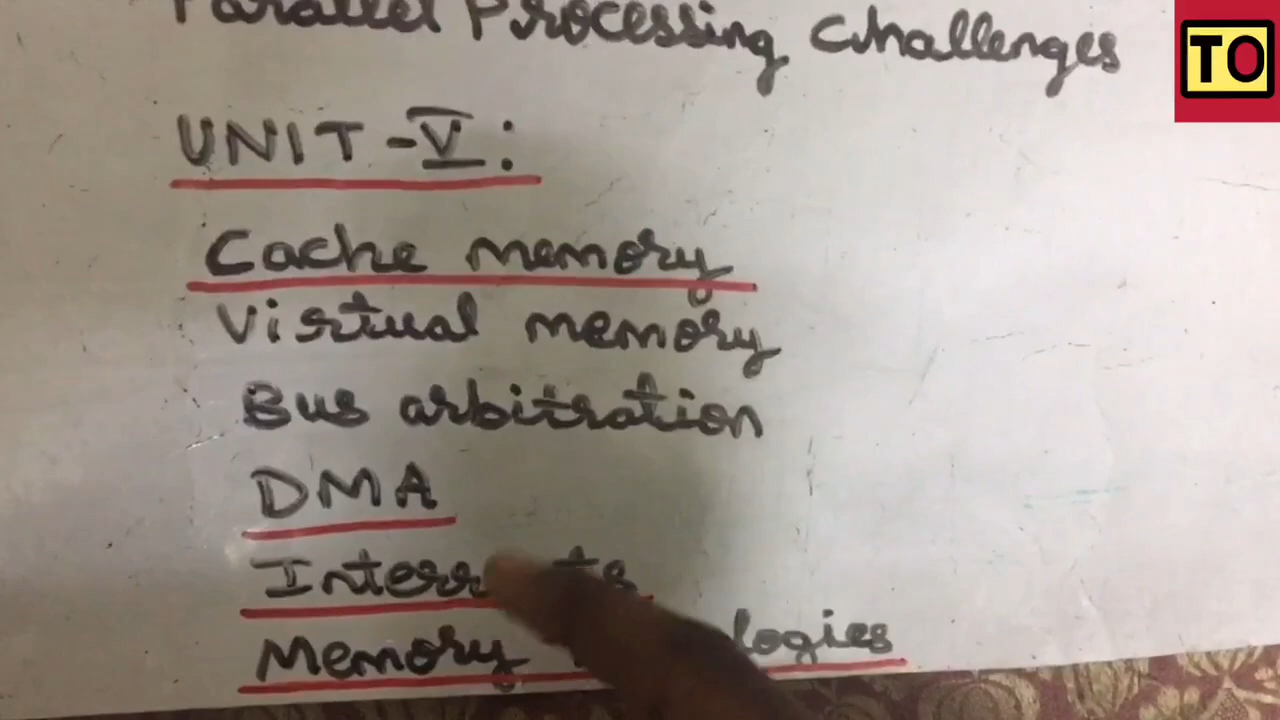 Parallel Processing Challenges
TO
UNIT-V:
Cache memory
Virtual memory
Bus arbitration
DMA
Memory